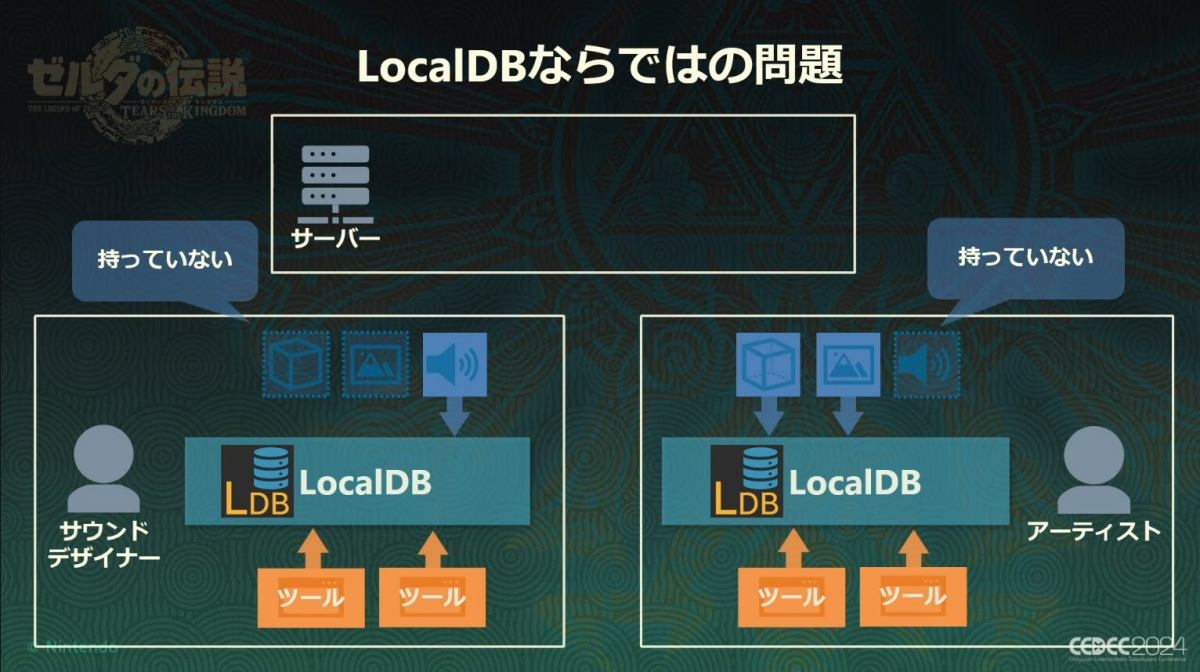 LocalDBならではの問題
ゼルダの伝説
THE LEGEND OF ZELDA
TEARS OF THE KINGDOM
サーバー
持っていない
持っていない
LDB
LocalDB
サウンド
デザイナー
ツール
ツール
LDB
LocalDB
アーティスト
ツール
ツール
© Nintendo
CEDEC2024
Computer Entertainment Developers Conference